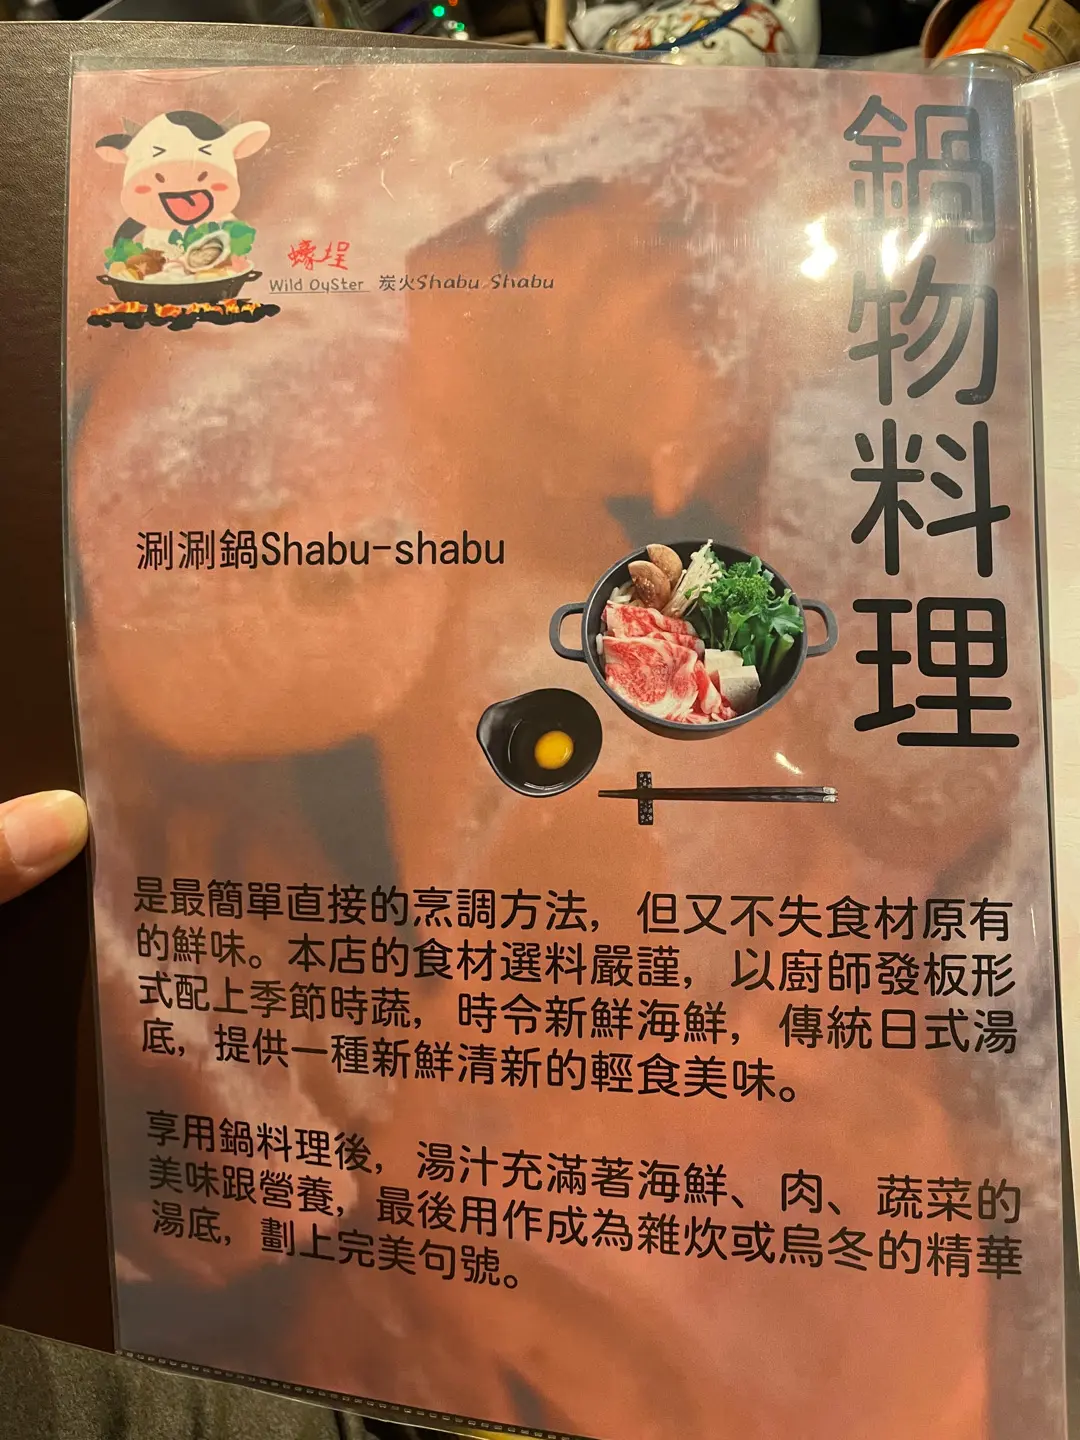 鍋物料理
蠔埕
Wild Oyster 炭火Shabu Shabu
涮涮鍋Shabu-shabu
是最簡單直接的烹調方法，但又不失食材原有
的鮮味。本店的食材選料嚴謹，以廚師發板形
式配上季節時蔬，時令新鮮海鮮，傳統日式湯
底，提供一種新鮮清新的輕食美味。
享用鍋料理後，湯汁充滿著海鮮、肉、蔬菜的
美味跟營養，最後用作成為雜炊或烏冬的精華
湯底，劃上完美句號。